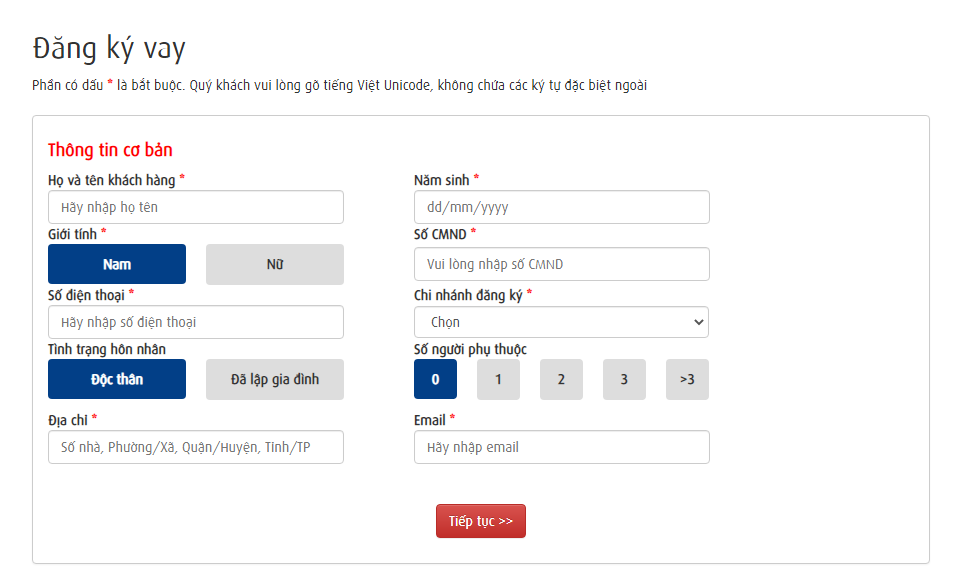 Đăng ký vay
Phần có dấu * là bắt buộc. Quý khách vui lòng gõ tiếng Việt Unicode, không chứa các ký tự đặc biệt ngoài
Thông tin cơ bản
Họ và tên khách hàng *
Năm sinh *
Hãy nhập họ tên
dd/mm/yyyy
Giới tính *
Số CMND *
Nam
Nữ
Vui lòng nhập số CMND
Số điện thoại *
Chi nhánh đăng ký *
Hãy nhập số điện thoại
Chọn
Tình trạng hôn nhân
Số người phụ thuộc
Độc thân
Đã lập gia đình
0
1
2
3
>3
Địa chỉ *
Email *
Số nhà, Phường/Xã, Quận/Huyện, Tỉnh/TP
Hãy nhập email
Tiếp tục >>